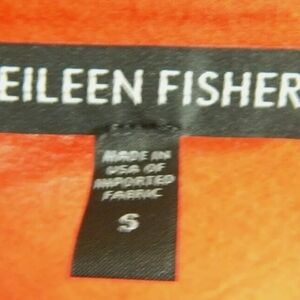 EILEEN FISHER
MADE IN
USA OF
IMPORTED
FABRIC
S